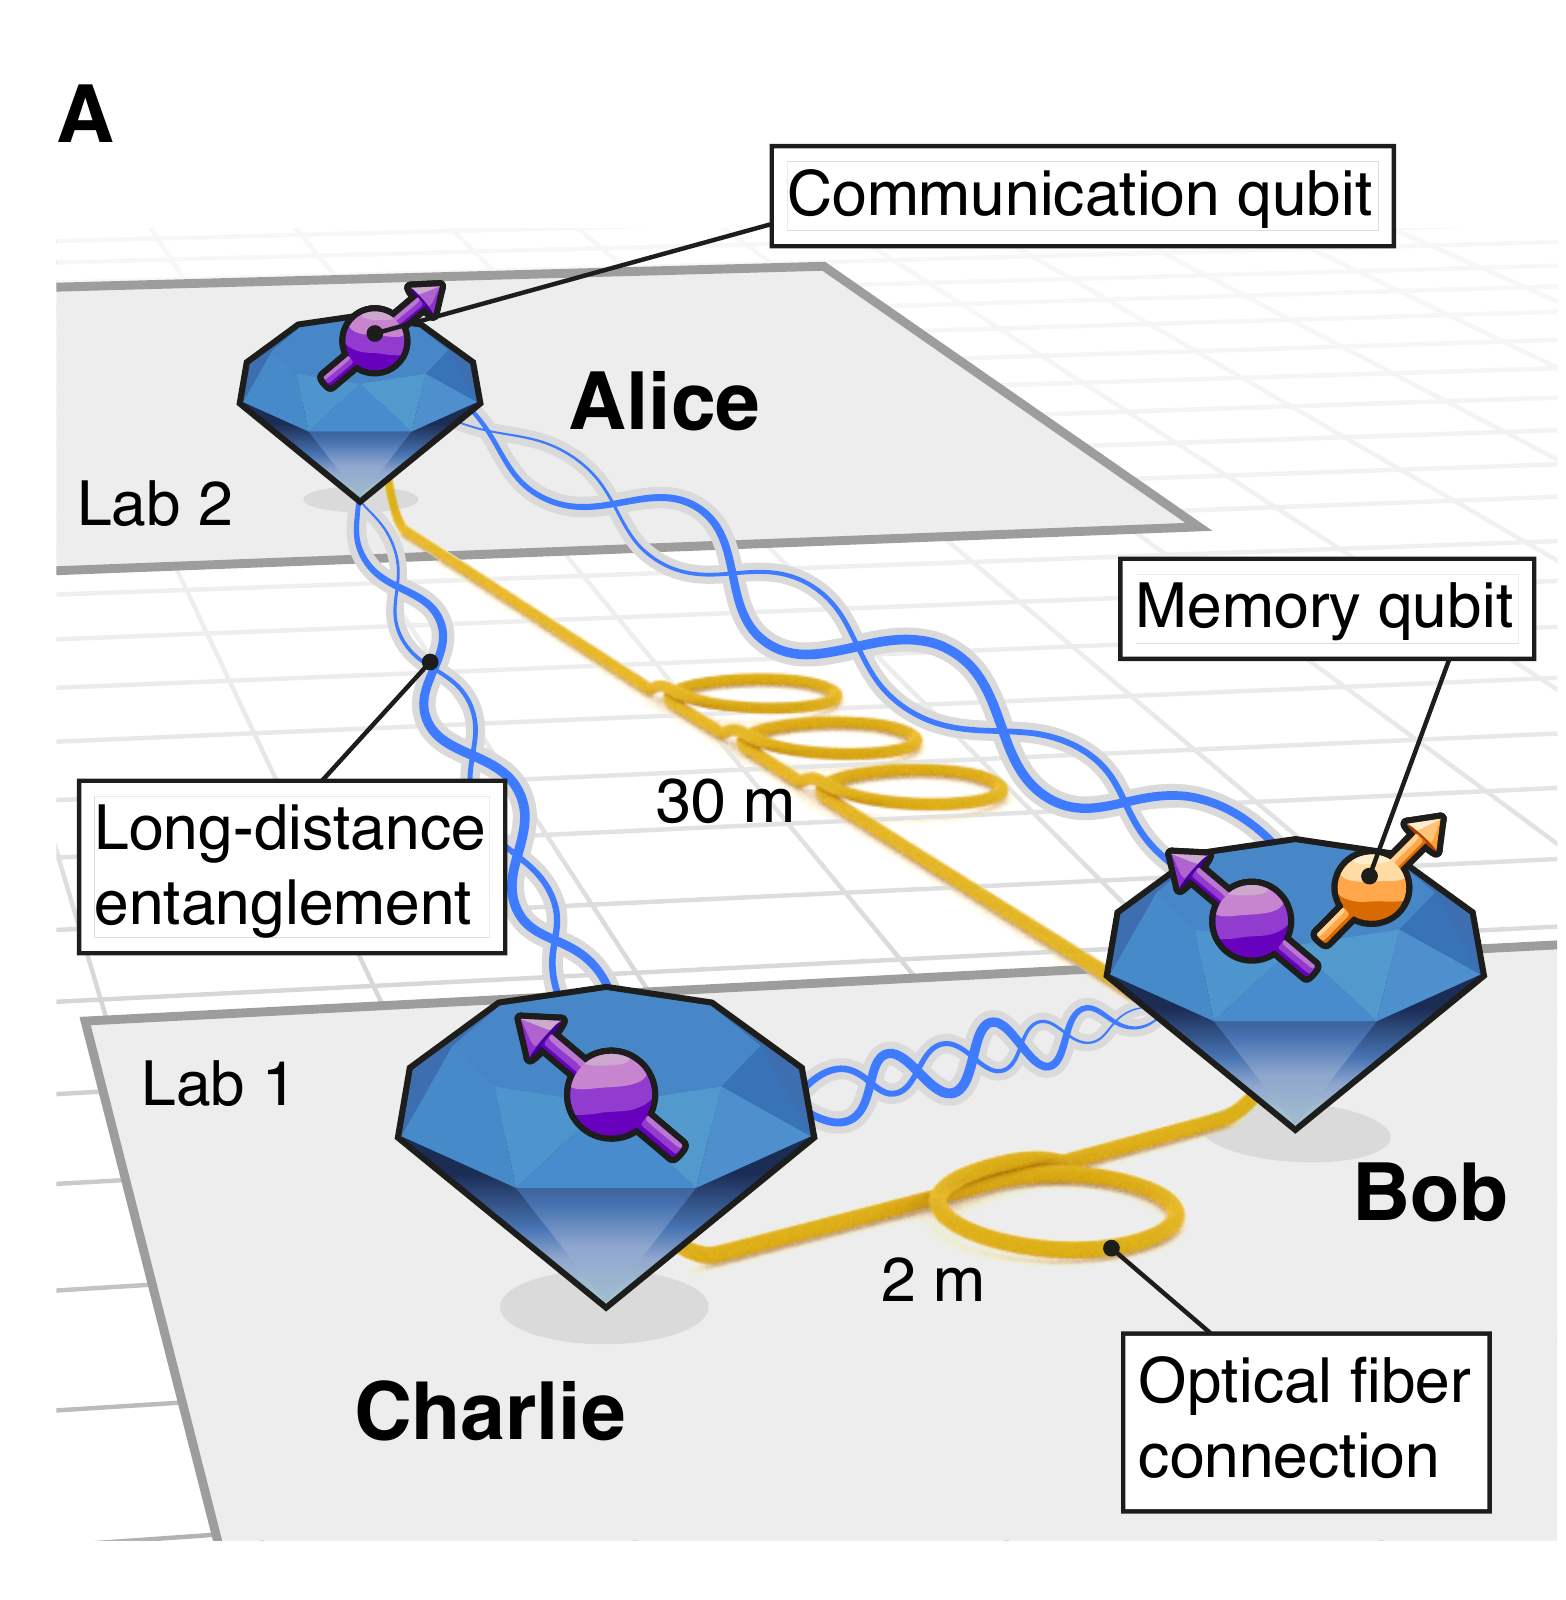 A
Communication qubit
Alice
Lab 2
Memory qubit
30 m
Long-distance
entanglement
Lab 1
Bob
2 m
Optical fiber
connection
Charlie